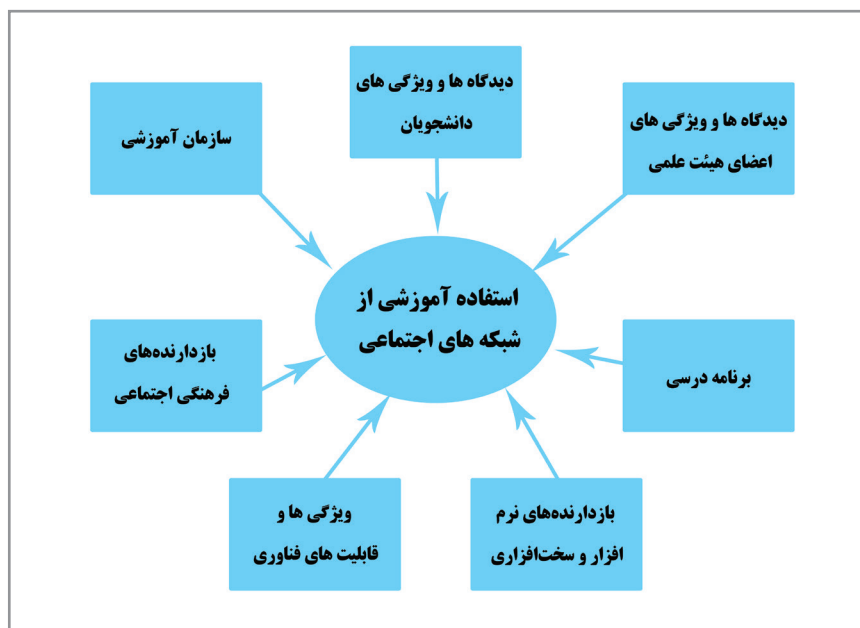 دیدگاه ها و ویژگی های
دانشجویان
دیدگاه ها و ویژگی های
اعضای هیئت علمی
سازمان آموزشی
استفاده آموزشی از
شبکه های اجتماعی
برنامه درسی
بازدارنده‌های
فرهنگی اجتماعی
بازدارنده‌های نرم
افزار و سخت‌افزاری
ویژگی ها و
قابلیت های فناوری